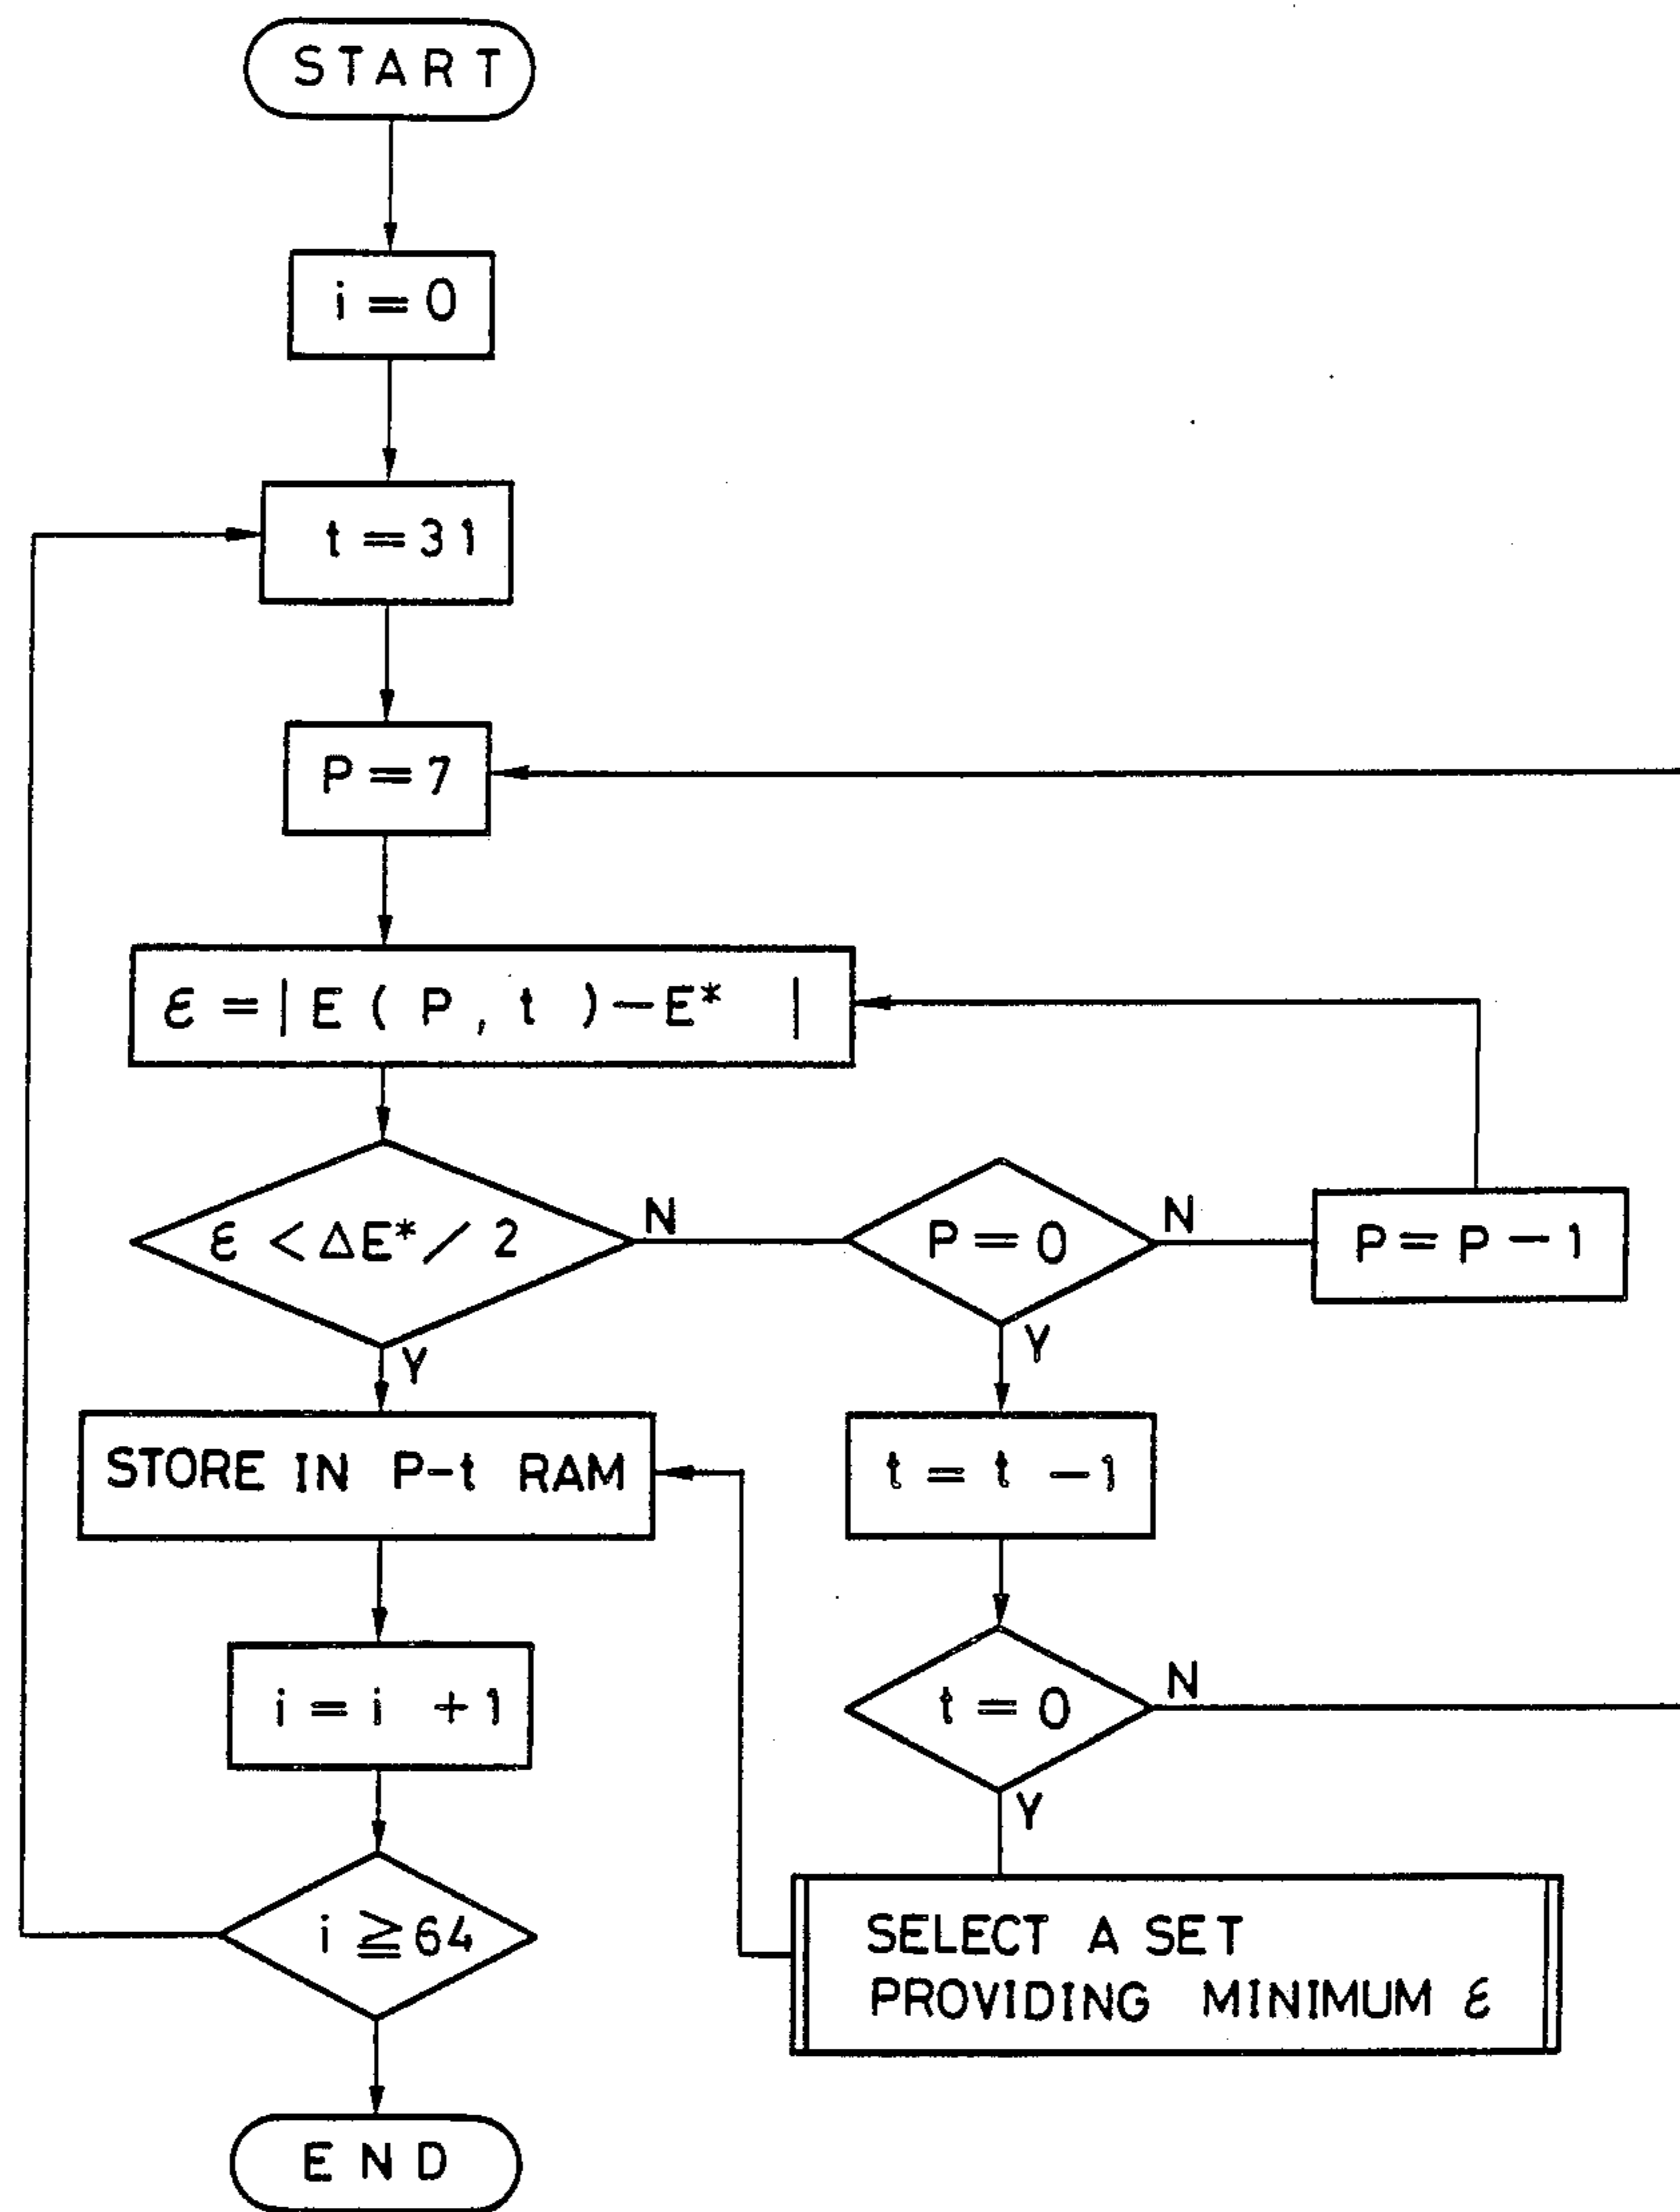 START
i = 0
t = 31
P = 7
ε = | E ( P , t ) − E* |
ε < ΔE* / 2
N
P = 0
N
P = P − 1
Y
Y
STORE IN P-t RAM
t = t − 1
i = i + 1
t = 0
N
Y
i ≧ 64
SELECT A SET
PROVIDING MINIMUM ε
END